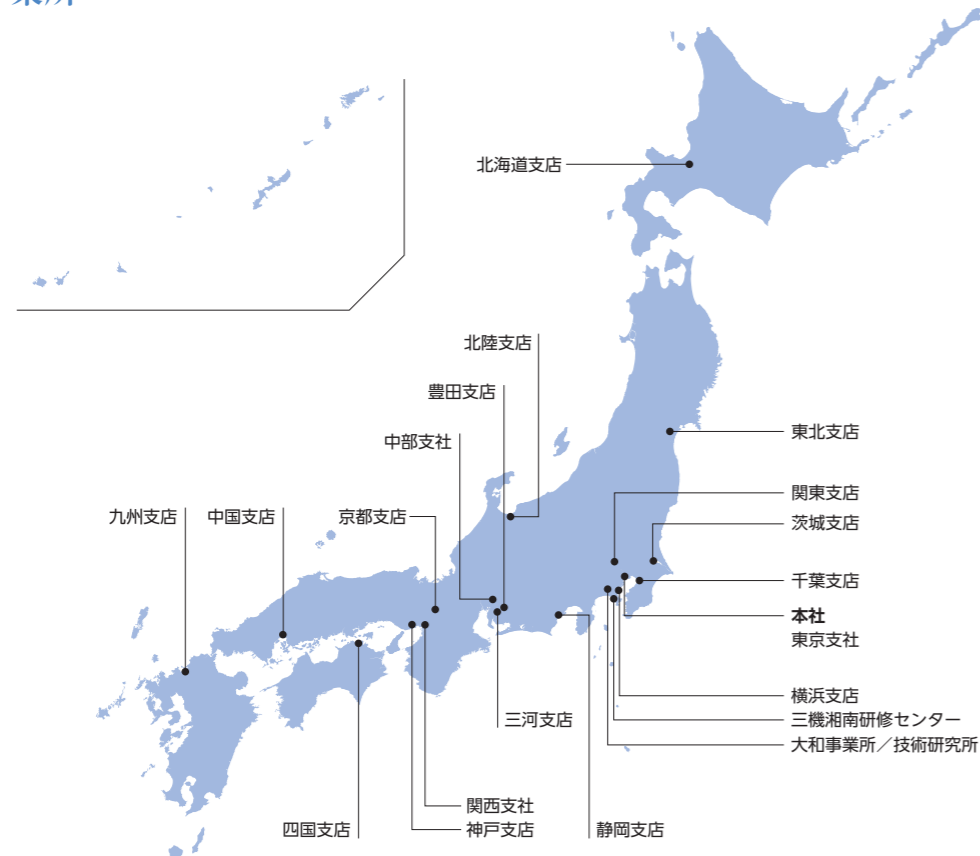 業所
北海道支店
北陸支店
豊田支店
中部支社
京都支店
中国支店
九州支店
東北支店
関東支店
茨城支店
千葉支店
本社
東京支社
横浜支店
三機湘南研修センター
大和事業所／技術研究所
三河支店
関西支社
神戸支店
四国支店
静岡支店